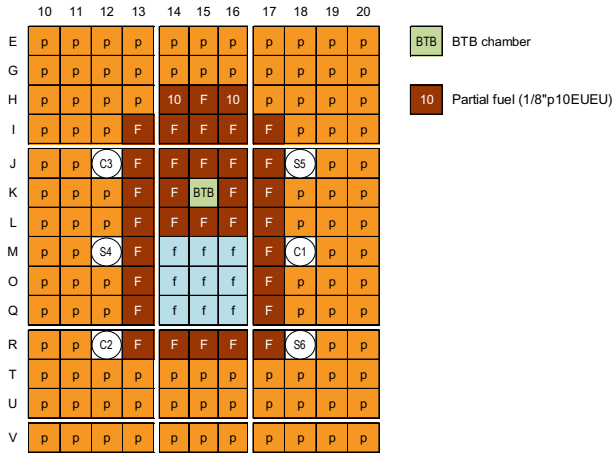 10 11 12 13 14 15 16 17 18 19 20
E p p p p p p p p p p p BTB BTB chamber
G p p p p p p p p p p p
H p p p p 10 F 10 p p p p 10 Partial fuel (1/8"p10EUEU)
I p p p F F F F F p p p
J p p C3 F F F F F S5 p p
K p p p F F BTB F F p p p
L p p p F F F F F p p p
M p p S4 F f f f F C1 p p
O p p p F f f f F p p p
Q p p p F f f f F p p p
R p p C2 F F F F F S6 p p
T p p p p p p p p p p p
U p p p p p p p p p p p
V p p p p p p p p p p p